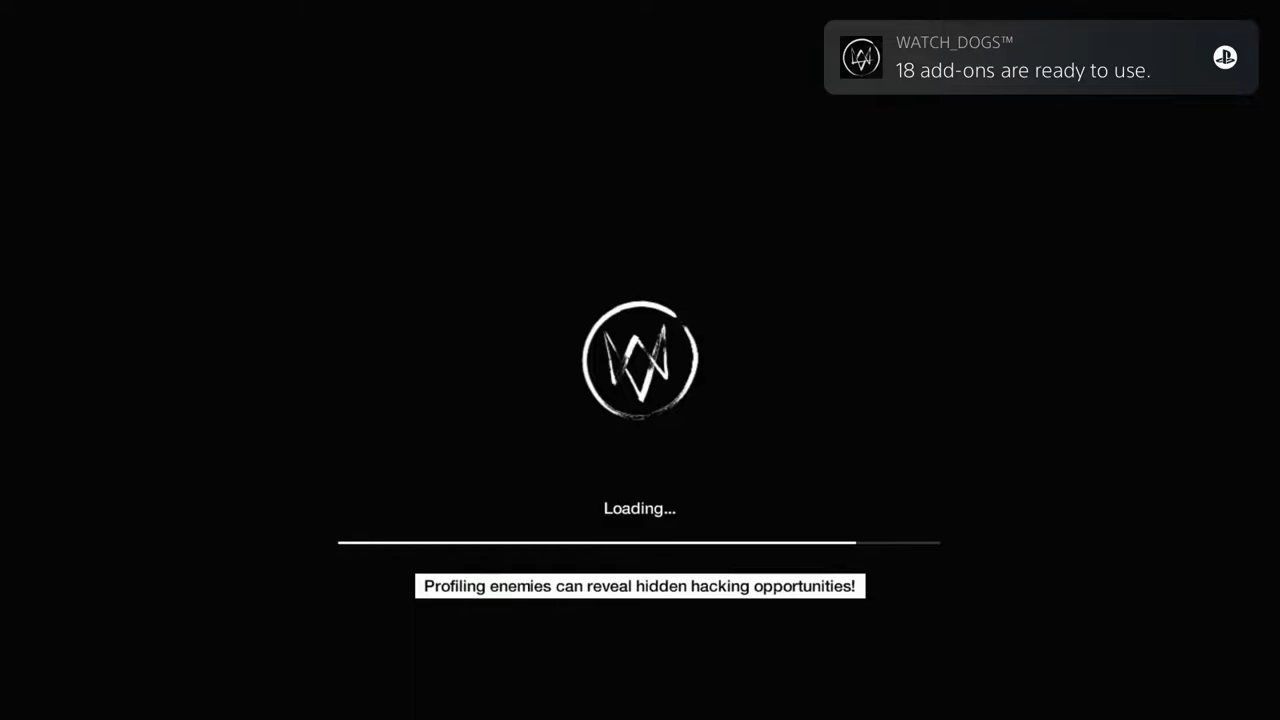 WATCH_DOGS™
18 add-ons are ready to use.
Loading...
Profiling enemies can reveal hidden hacking opportunities!